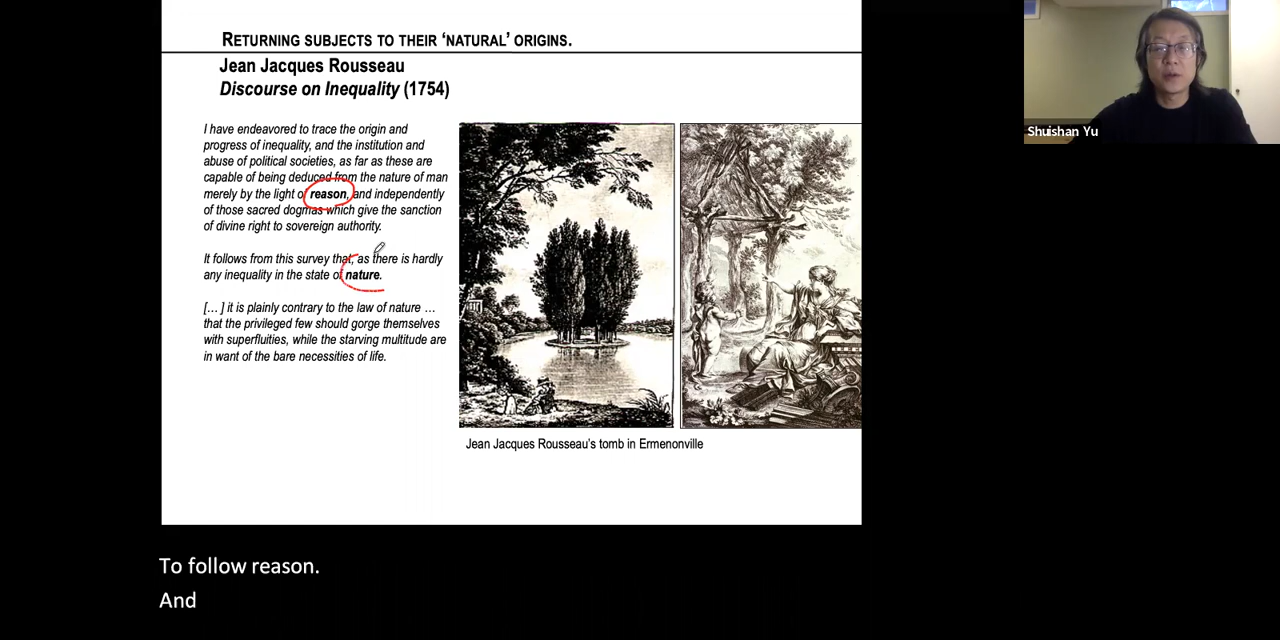 RETURNING SUBJECTS TO THEIR ‘NATURAL’ ORIGINS.
Jean Jacques Rousseau
Discourse on Inequality (1754)
I have endeavored to trace the origin and
progress of inequality, and the institution and
abuse of political societies, as far as these are
capable of being deduced from the nature of man
merely by the light of reason, and independently
of those sacred dogmas which give the sanction
of divine right to sovereign authority.
It follows from this survey that, as there is hardly
any inequality in the state of nature.
[… ] it is plainly contrary to the law of nature …
that the privileged few should gorge themselves
with superfluities, while the starving multitude are
in want of the bare necessities of life.
Jean Jacques Rousseau’s tomb in Ermenonville
Shuishan Yu
To follow reason.
And